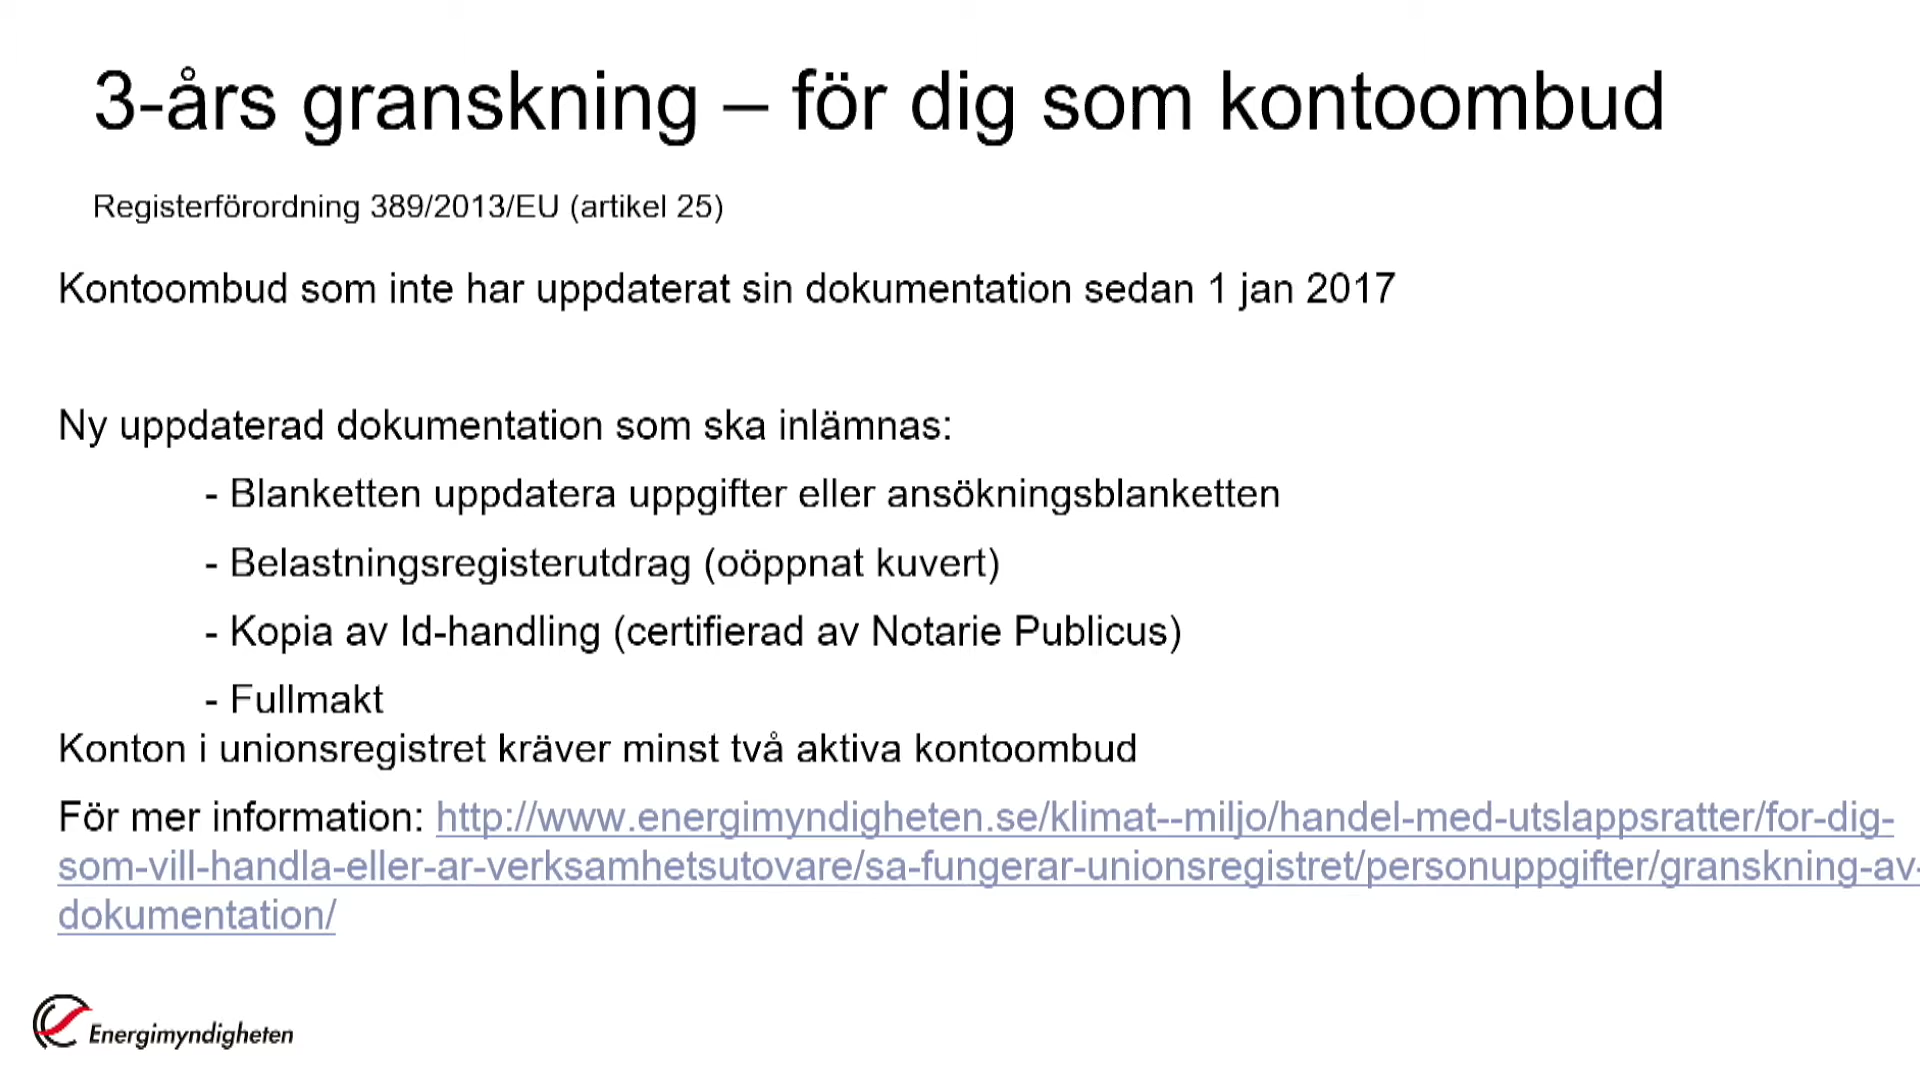 3-års granskning – för dig som kontoombud
Registerförordning 389/2013/EU (artikel 25)
Kontoombud som inte har uppdaterat sin dokumentation sedan 1 jan 2017
Ny uppdaterad dokumentation som ska inlämnas:
- Blanketten uppdatera uppgifter eller ansökningsblanketten
- Belastningsregisterutdrag (oöppnat kuvert)
- Kopia av Id-handling (certifierad av Notarie Publicus)
- Fullmakt
Konton i unionsregistret kräver minst två aktiva kontoombud
För mer information: http://www.energimyndigheten.se/klimat--miljo/handel-med-utslappsratter/for-dig-
som-vill-handla-eller-ar-verksamhetsutovare/sa-fungerar-unionsregistret/personuppgifter/granskning-av-
dokumentation/
Energimyndigheten